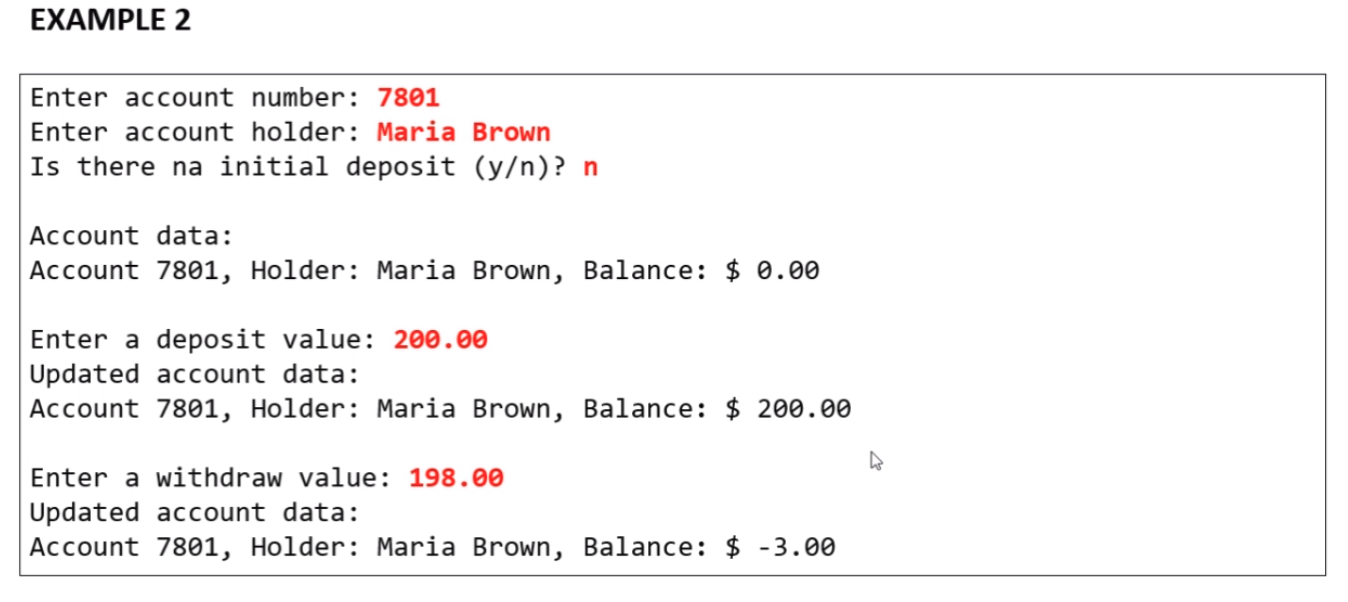 EXAMPLE 2
Enter account number: 7801
Enter account holder: Maria Brown
Is there na initial deposit (y/n)? n
Account data:
Account 7801, Holder: Maria Brown, Balance: $ 0.00
Enter a deposit value: 200.00
Updated account data:
Account 7801, Holder: Maria Brown, Balance: $ 200.00
Enter a withdraw value: 198.00
Updated account data:
Account 7801, Holder: Maria Brown, Balance: $ -3.00